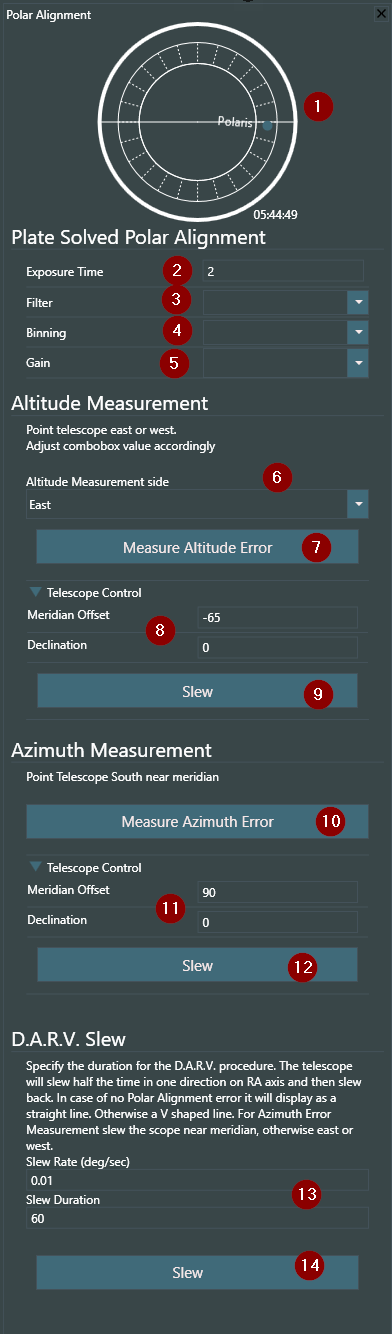 Polar Alignment
1
Polaris
05:44:49
Plate Solved Polar Alignment
Exposure Time 2 2
Filter 3
Binning 4
Gain 5
Altitude Measurement
Point telescope east or west.
Adjust combobox value accordingly
6
Altitude Measurement side
East
Measure Altitude Error 7
Telescope Control
Meridian Offset -65
8
Declination 0
Slew 9
Azimuth Measurement
Point Telescope South near meridian
Measure Azimuth Error 10
Telescope Control
Meridian Offset 90
11
Declination 0
Slew 12
D.A.R.V. Slew
Specify the duration for the D.A.R.V. procedure. The telescope
will slew half the time in one direction on RA axis and then slew
back. In case of no Polar Alignment error it will display as a
straight line. Otherwise a V shaped line. For Azimuth Error
Measurement slew the scope near meridian, otherwise east or
west.
Slew Rate (deg/sec)
0.01
13
Slew Duration
60
Slew 14